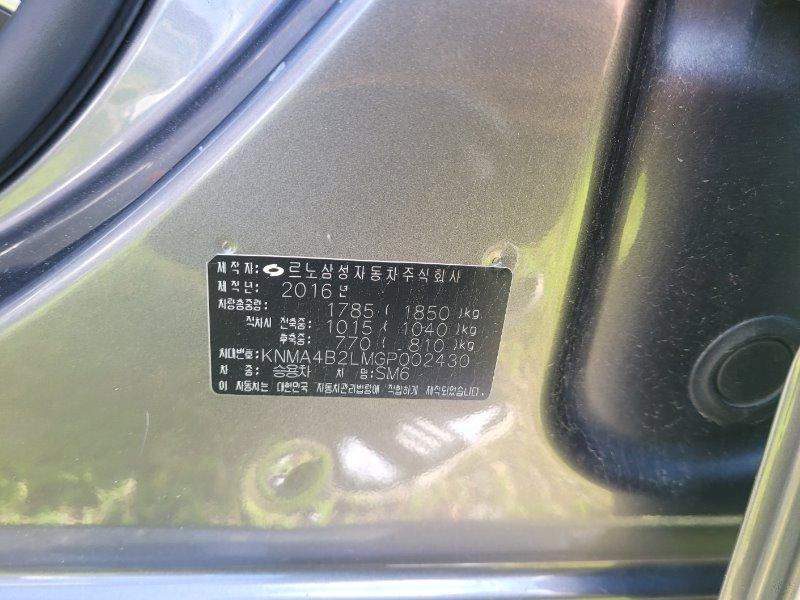 제 작 자: 르노삼성자동차주식회사
제 작 년: 2016년
차량총중량: 1785 ( 1850 )kg
적차시 전축중: 1015 ( 1040 )kg
후축중: 770 ( 810 )kg
차대번호: KNMA4B2LMGP002430
차 종: 승용차 차 명: SM6
이 자동차는 대한민국 자동차관리법령에 적합하게 제작되었습니다.